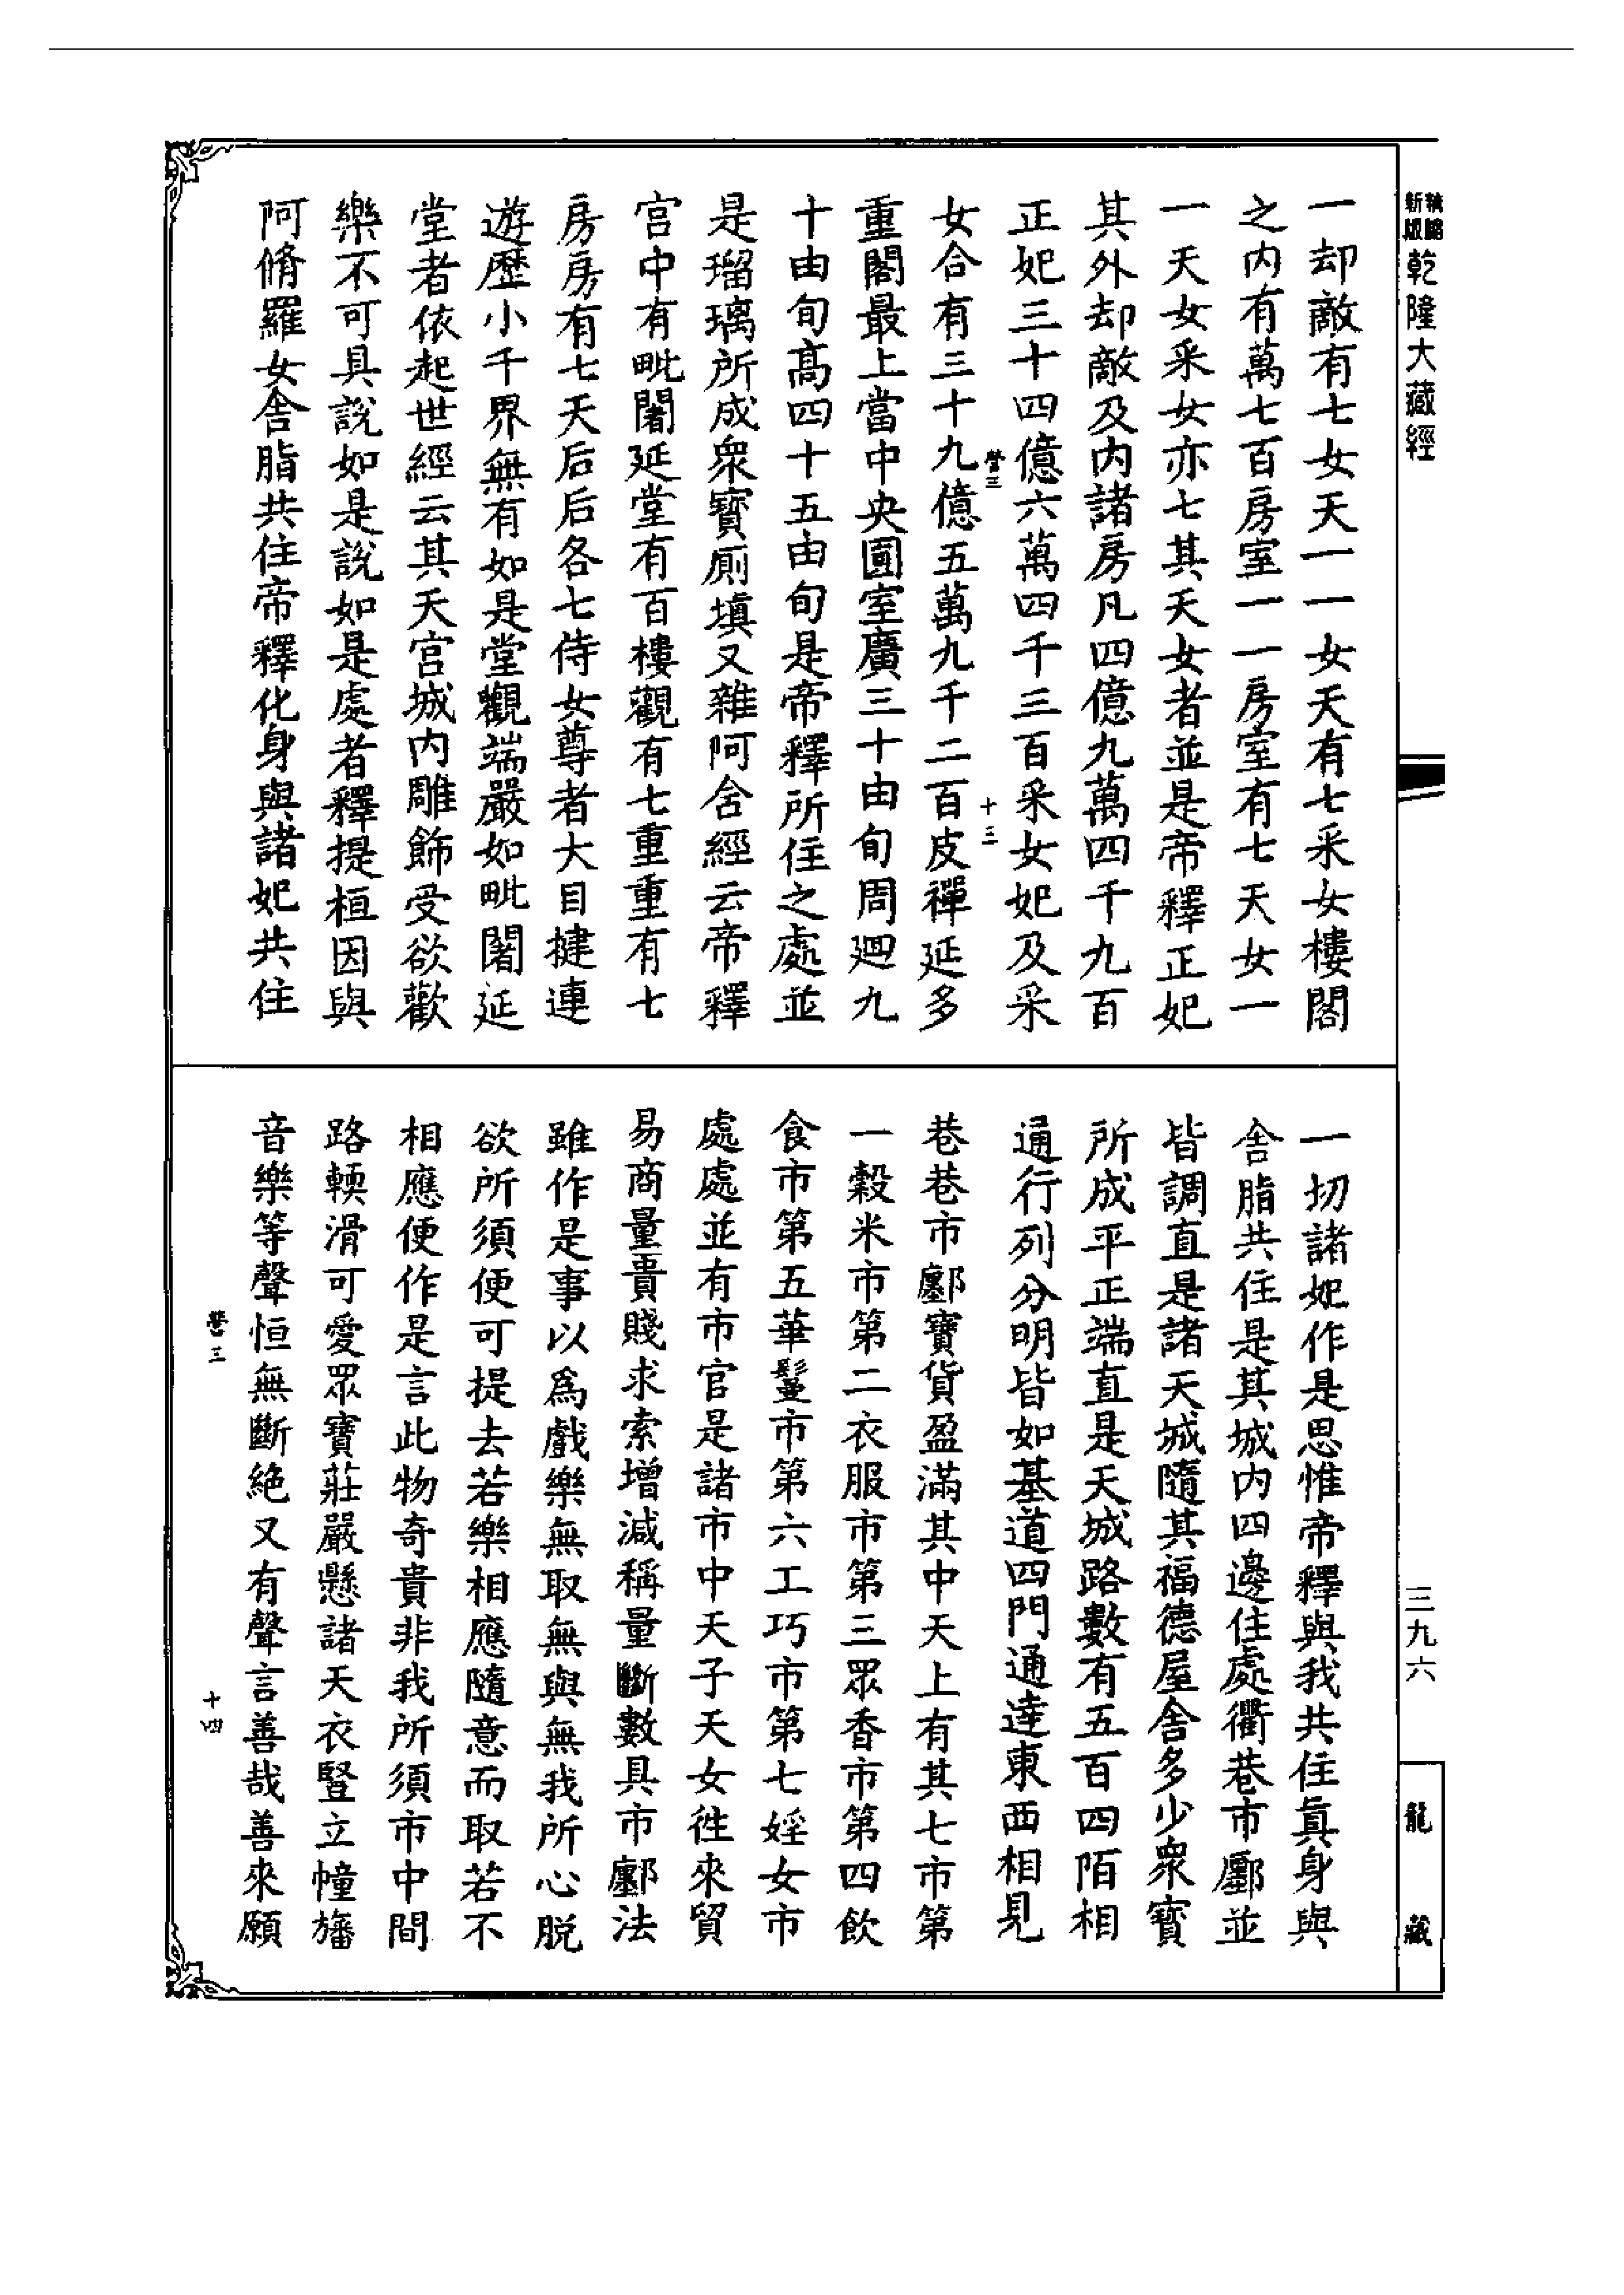 新版
乾隆大藏經
一却敵有七女天一一女天有七采女樓閣
之内有萬七百房室一一房室有七天女一
一天女采女亦七其天女者並是帝釋正妃
其外却敵及内諸房凡四億九萬四千九百
正妃三十四億六萬四千三百采女妃及采
營三
十三
女合有三十九億五萬九千二百皮禪延多
重閣最上當中央圓室廣三十由旬周迴九
十由旬髙四十五由旬是帝釋所住之處並
是瑠璃所成衆寳廁填又雜阿含經云帝釋
宫中有毗闍延堂有百樓觀有七重重有七
房房有七天后后各七侍女尊者大目揵連
遊歷小千界無有如是堂觀端嚴如毗闍延
堂者依起世經云其天宫城内雕飾受欲歡
樂不可具説如是説如是處者釋提桓因與
阿脩羅女舍脂共住帝釋化身與諸妃共住
一切諸妃作是思惟帝釋與我共住眞身與
舍脂共住是其城内四邊住處衢巷市鄽並
皆調直是諸天城隨其福德屋舍多少衆寳
所成平正端直是天城路數有五百四陌相
通行列分明皆如基道四門通達東西相見
巷巷市鄽寳貨盈滿其中天上有其七市第
一穀米市第二衣服市第三眾香市第四飲
食市第五華鬘市第六工巧市第七婬女市
處處並有市官是諸市中天子天女徃來貿
易商量貴賤求索增減稱量斷數具市鄽法
雖作是事以爲戲樂無取無與無我所心脱
欲所須便可提去若樂相應隨意而取若不
相應便作是言此物奇貴非我所須市中間
路輭滑可愛眾寳莊嚴懸諸天衣豎立幢旛
音樂等聲恒無斷絶又有聲言善哉善來願
營三
十四
三九六
龍藏